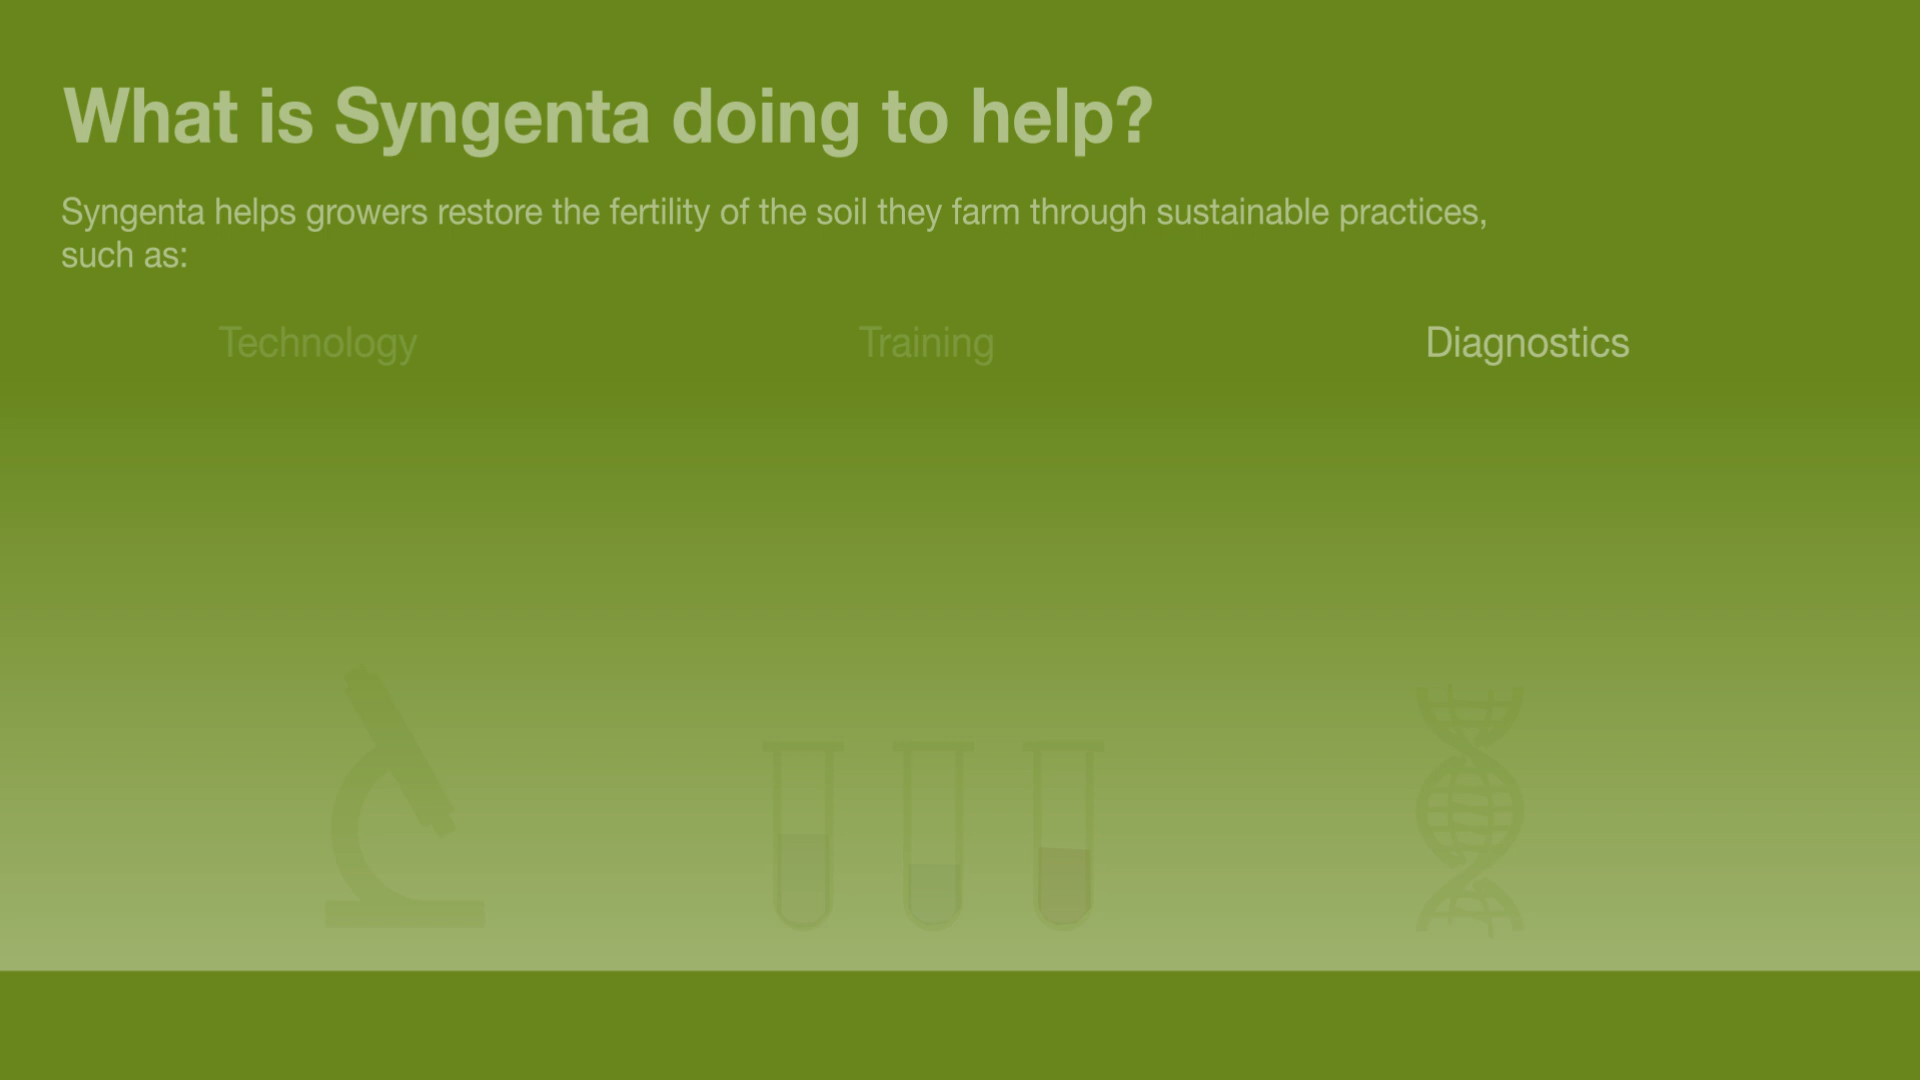 What is Syngenta doing to help?
Syngenta helps growers restore the fertility of the soil they farm through sustainable practices,
such as:
Technology
Training
Diagnostics